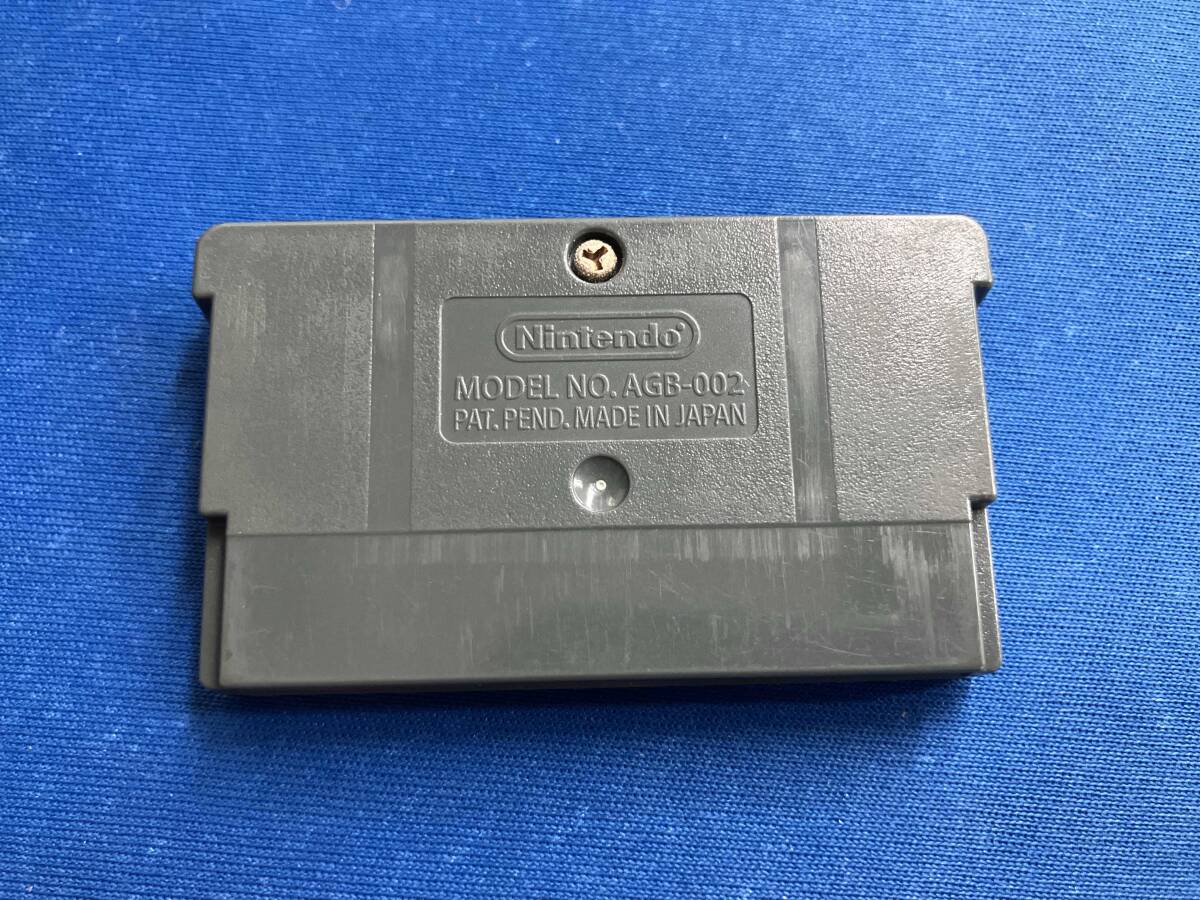 Nintendo
MODEL NO. AGB-002
PAT. PEND. MADE IN JAPAN